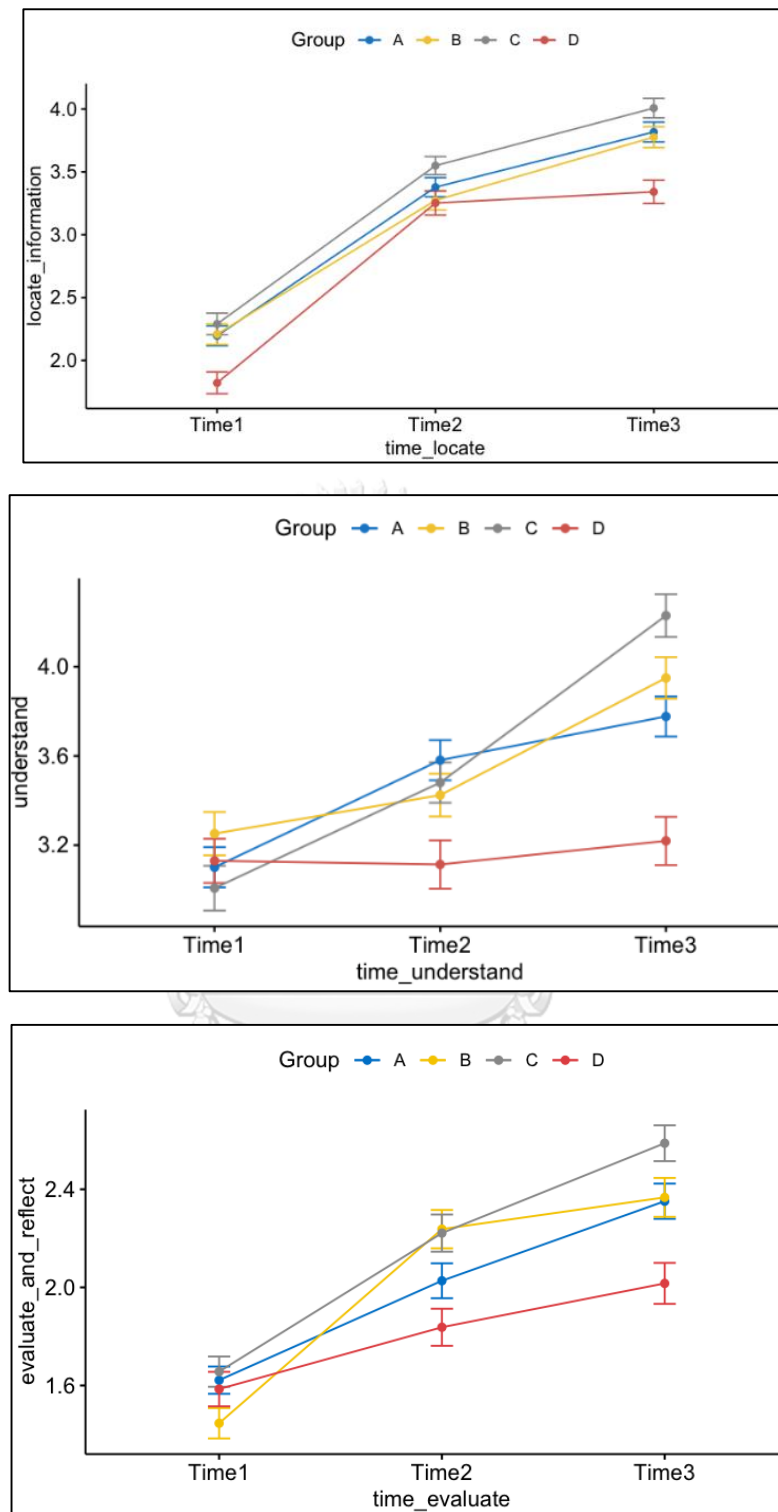 Group A B C D
4.0
3.5
3.0
2.5
2.0
locate_information
Time1 Time2 Time3
time_locate
Group A B C D
4.0
3.6
3.2
understand
Time1 Time2 Time3
time_understand
Group A B C D
2.4
2.0
1.6
evaluate_and_reflect
Time1 Time2 Time3
time_evaluate